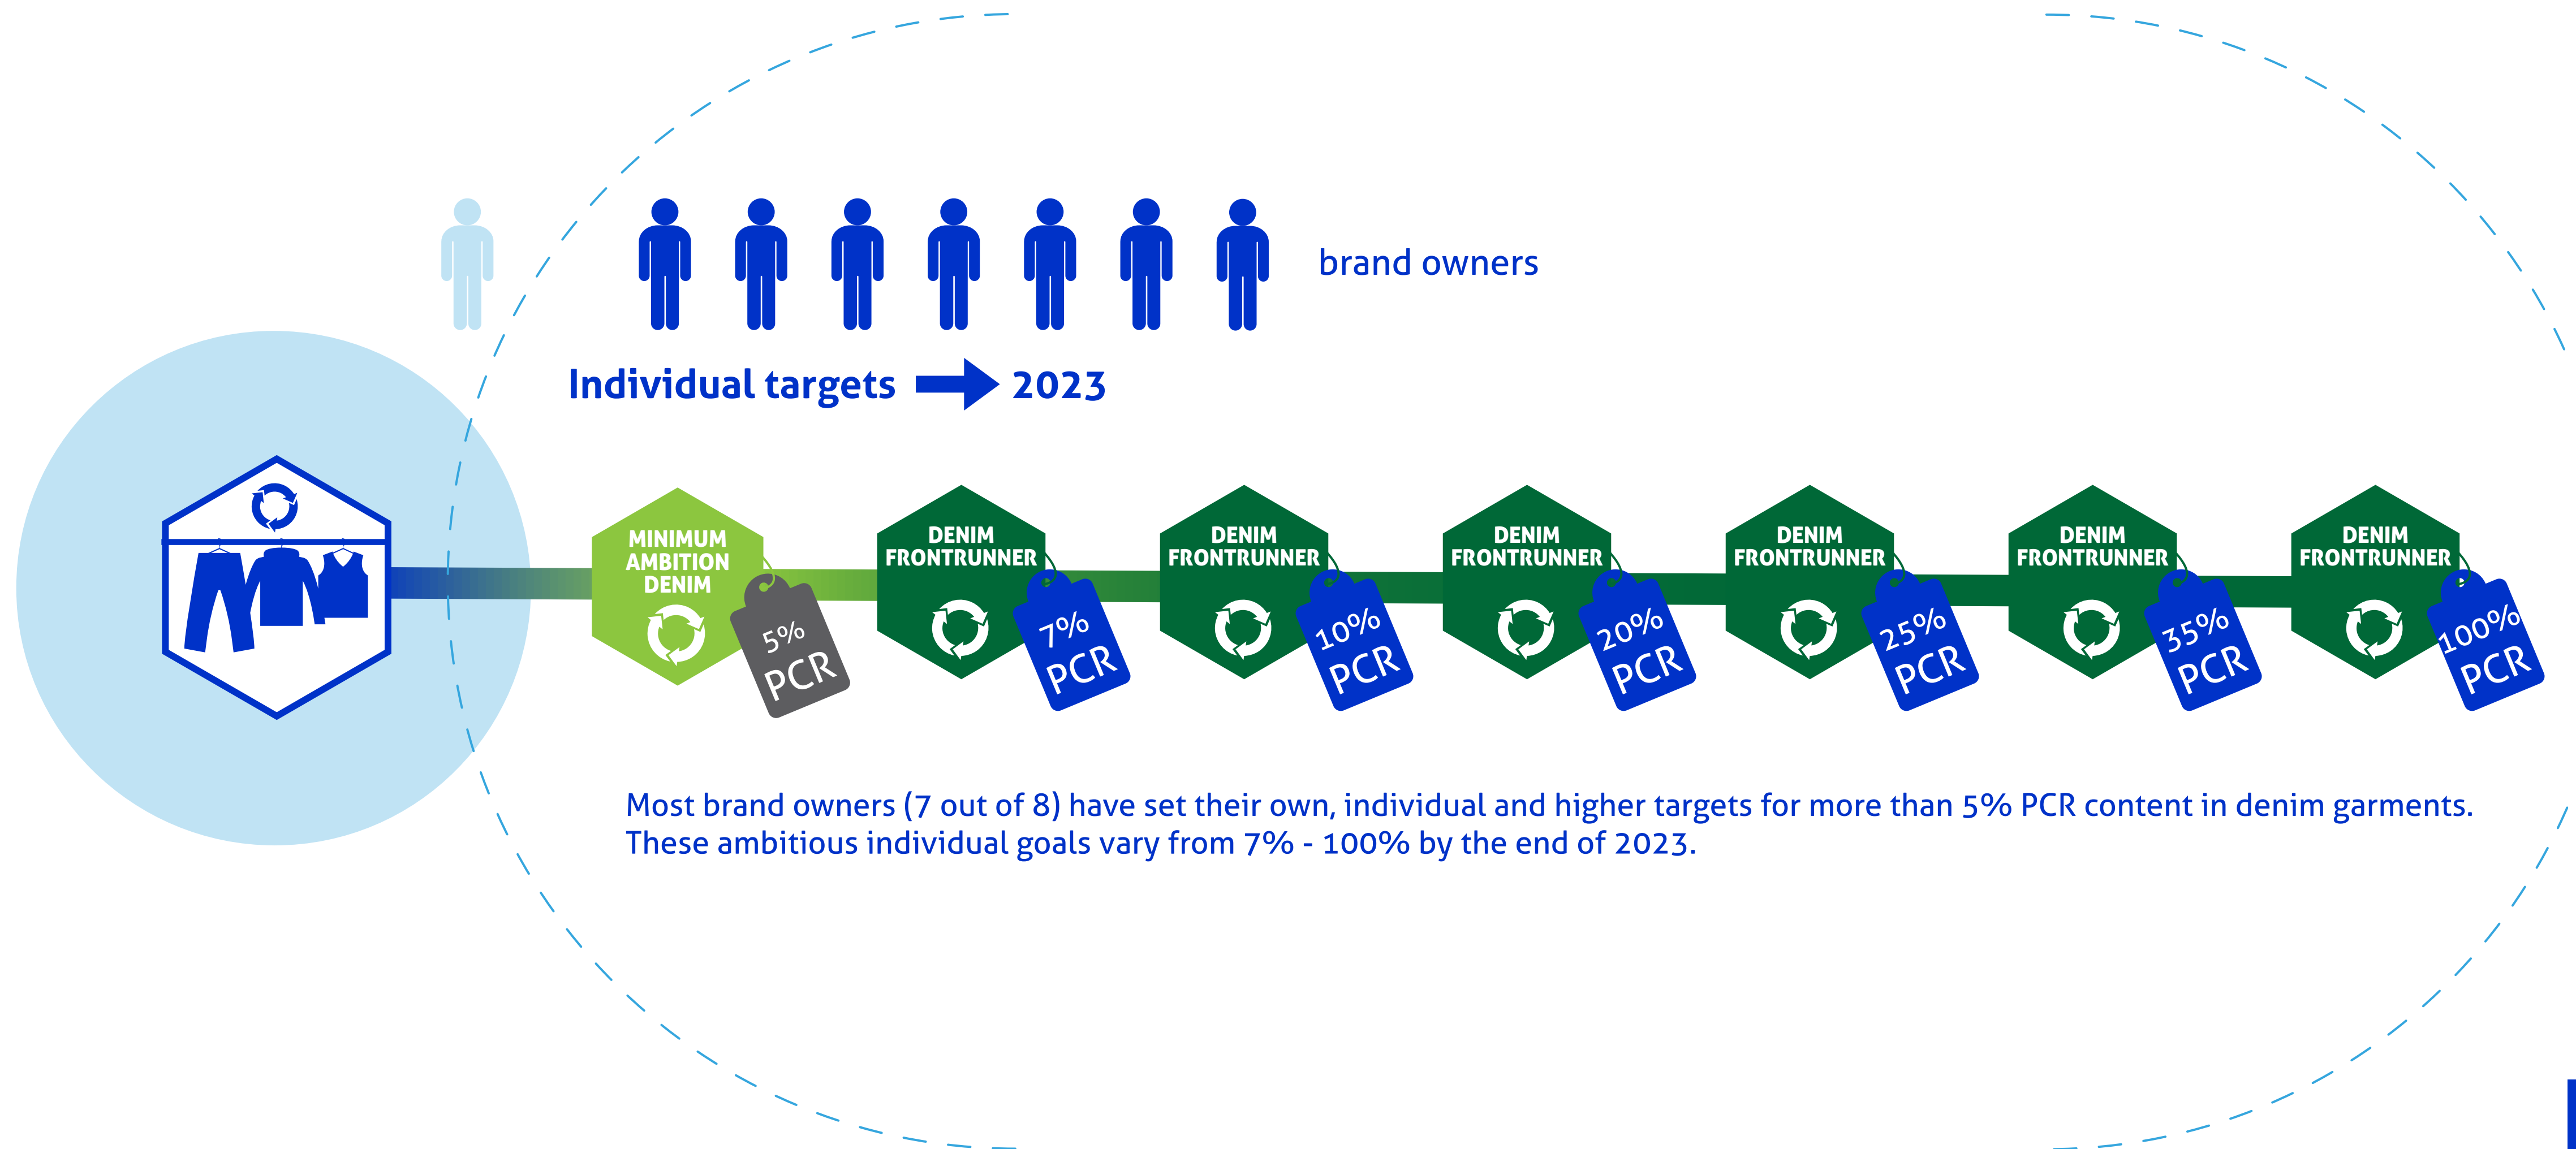 brand owners
Individual targets 2023
MINIMUM
AMBITION
DENIM
5%
PCR
DENIM
FRONTRUNNER
7%
PCR
DENIM
FRONTRUNNER
10%
PCR
DENIM
FRONTRUNNER
20%
PCR
DENIM
FRONTRUNNER
25%
PCR
DENIM
FRONTRUNNER
35%
PCR
DENIM
FRONTRUNNER
100%
PCR
Most brand owners (7 out of 8) have set their own, individual and higher targets for more than 5% PCR content in denim garments.
These ambitious individual goals vary from 7% - 100% by the end of 2023.